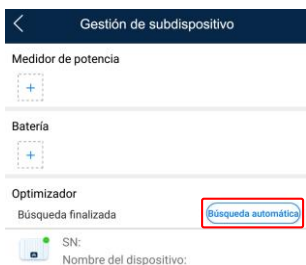 Gestión de subdispositivo
Medidor de potencia
+
Batería
+
Optimizador
Búsqueda finalizada Búsqueda automática
SN:
Nombre del dispositivo: